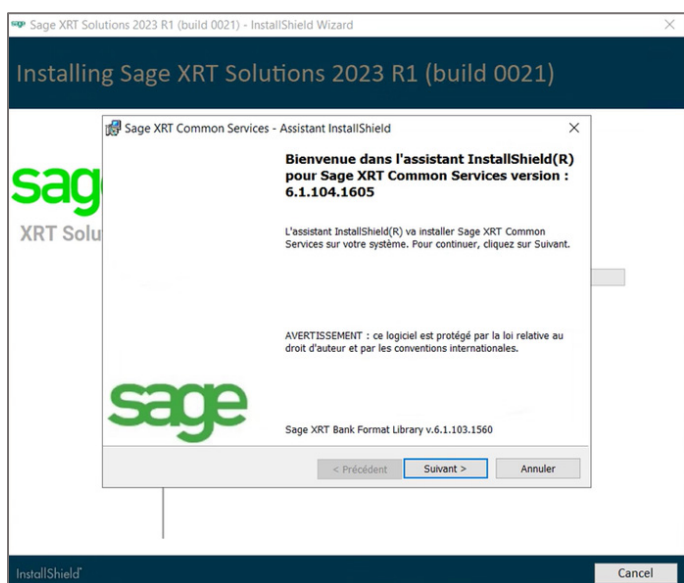 Sage XRT Solutions 2023 R1 (build 0021) - InstallShield Wizard
Installing Sage XRT Solutions 2023 R1 (build 0021)
sag
XRT Solu
Sage XRT Common Services - Assistant InstallShield
Bienvenue dans l'assistant InstallShield(R)
pour Sage XRT Common Services version :
6.1.104.1605
L'assistant InstallShield(R) va installer Sage XRT Common
Services sur votre système. Pour continuer, cliquez sur Suivant.
AVERTISSEMENT : ce logiciel est protégé par la loi relative au
droit d'auteur et par les conventions internationales.
sage
Sage XRT Bank Format Library v.6.1.103.1560
< Précédent Suivant > Annuler
InstallShield Cancel